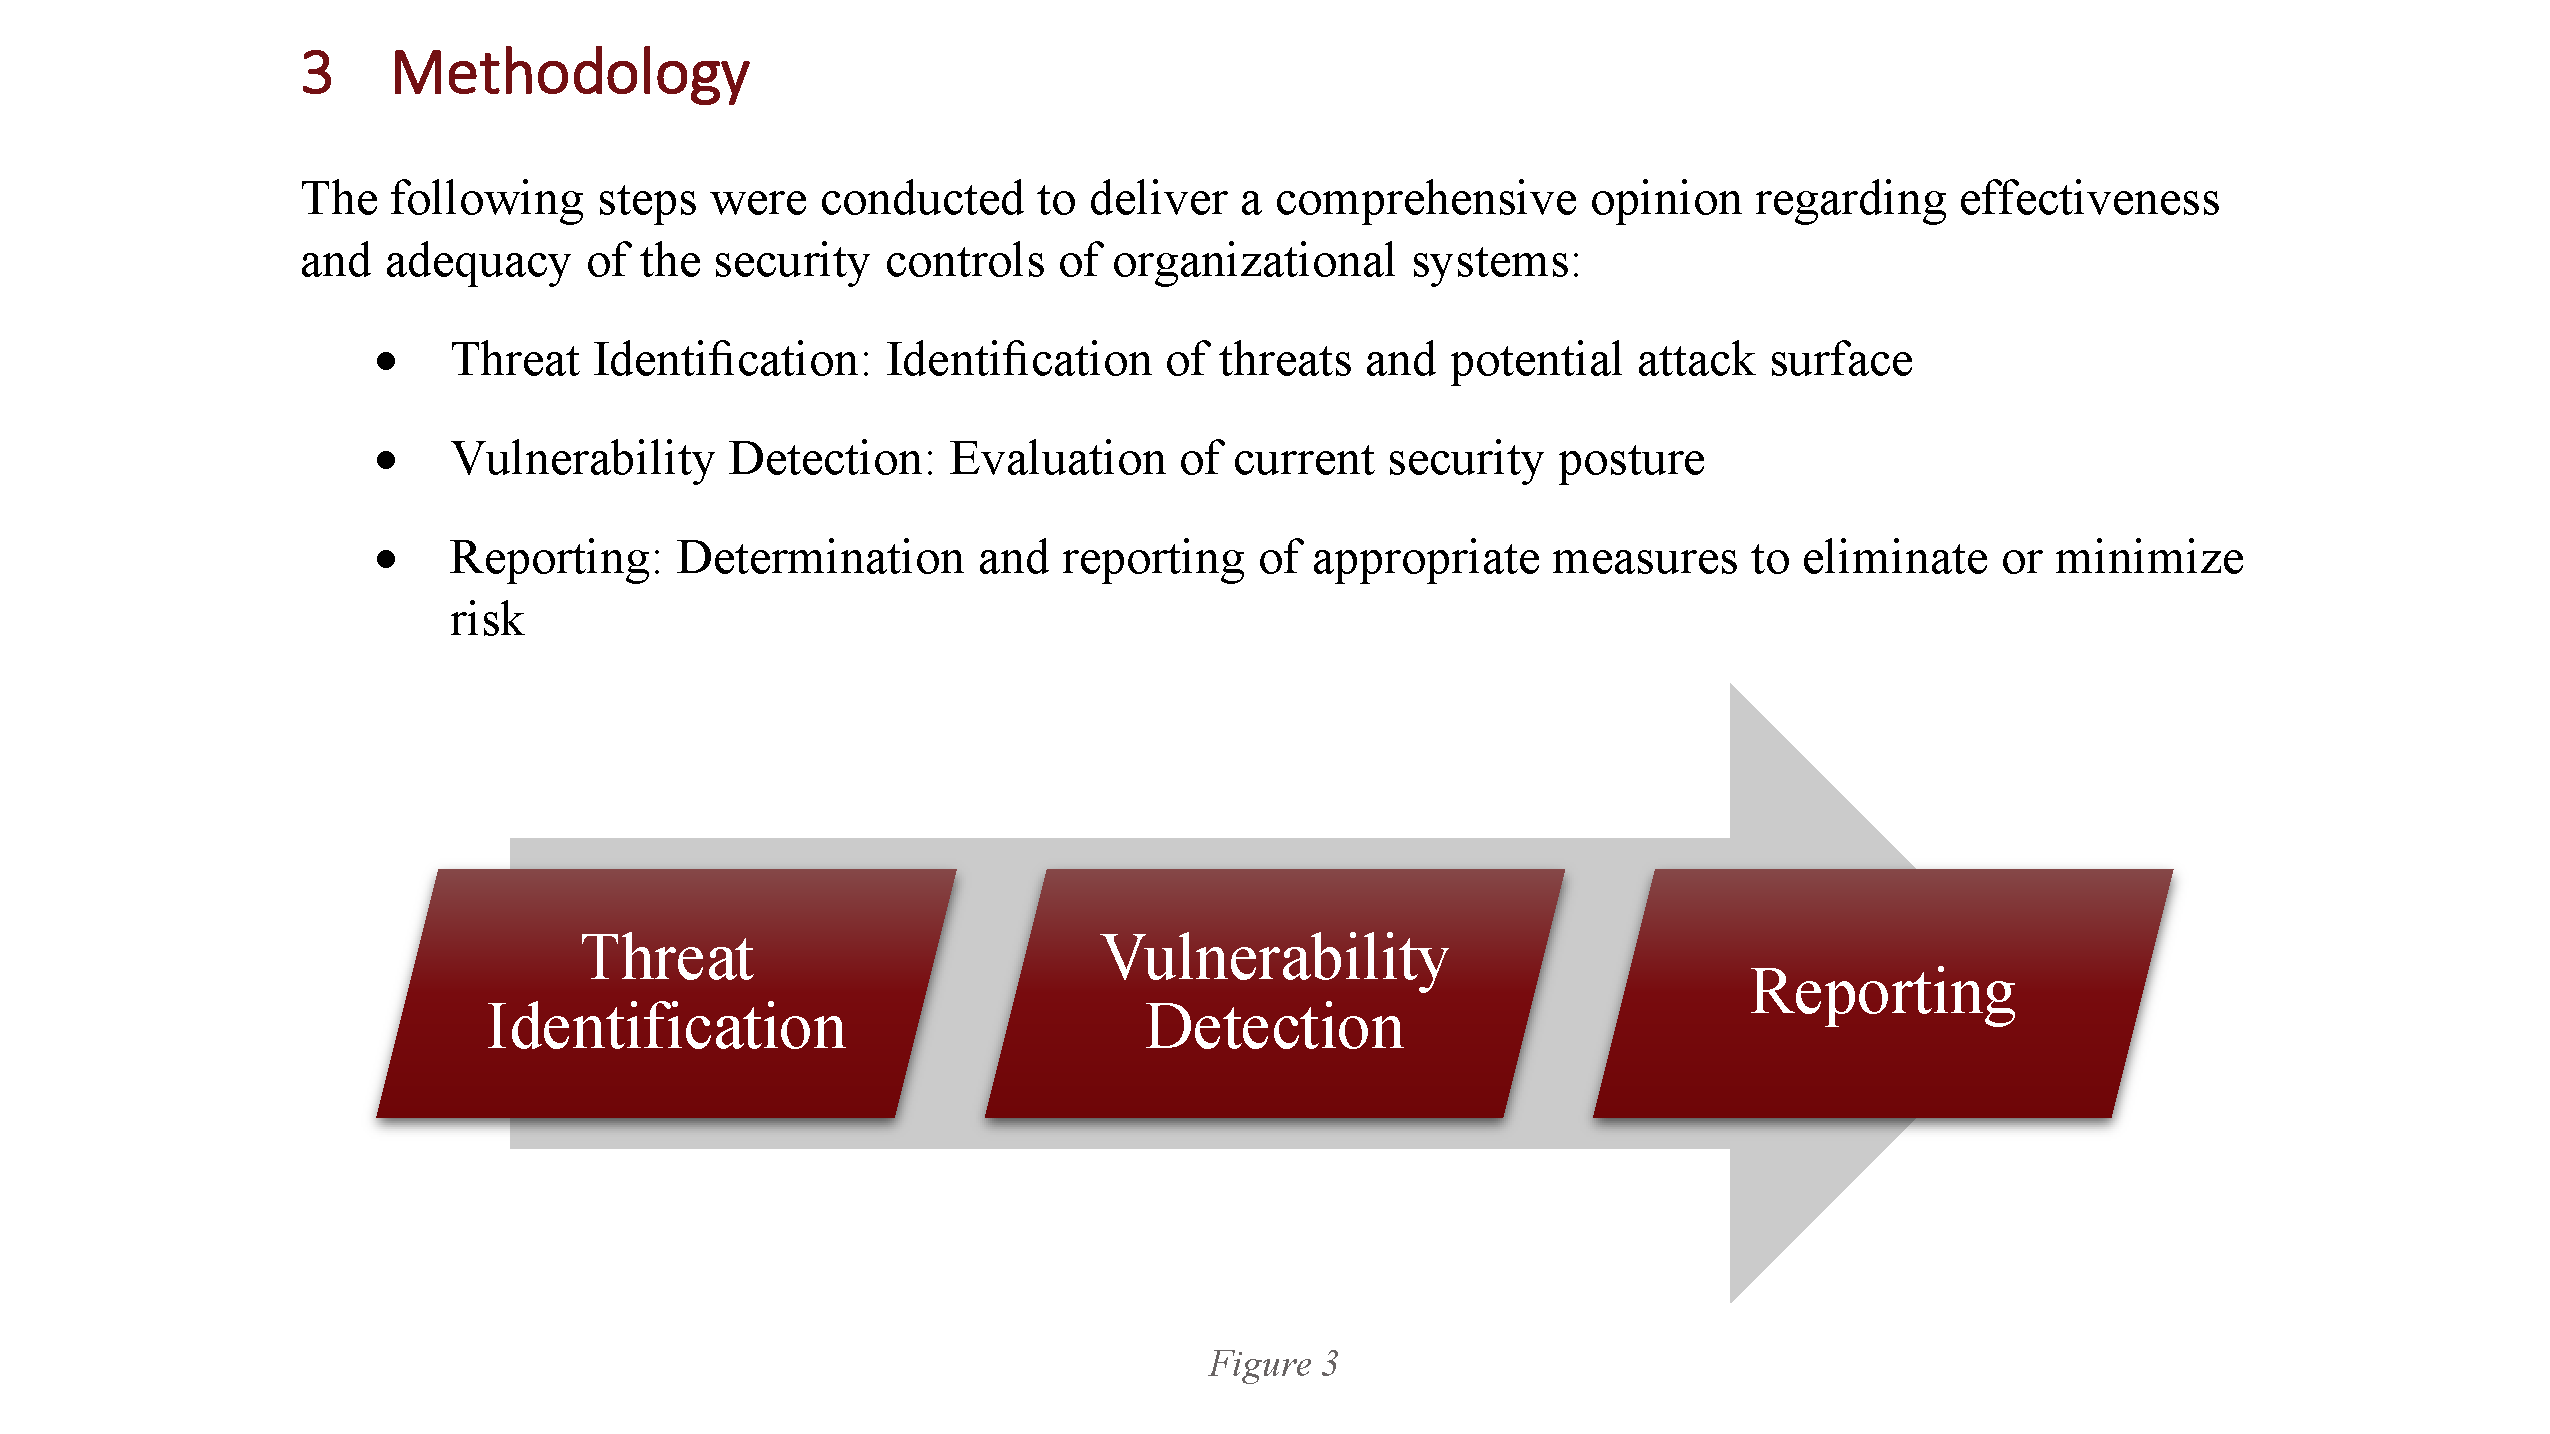 3 Methodology
The following steps were conducted to deliver a comprehensive opinion regarding effectiveness
and adequacy of the security controls of organizational systems:
● Threat Identification: Identification of threats and potential attack surface
● Vulnerability Detection: Evaluation of current security posture
● Reporting: Determination and reporting of appropriate measures to eliminate or minimize
risk
Threat
Identification
Vulnerability
Detection
Reporting
Figure 3